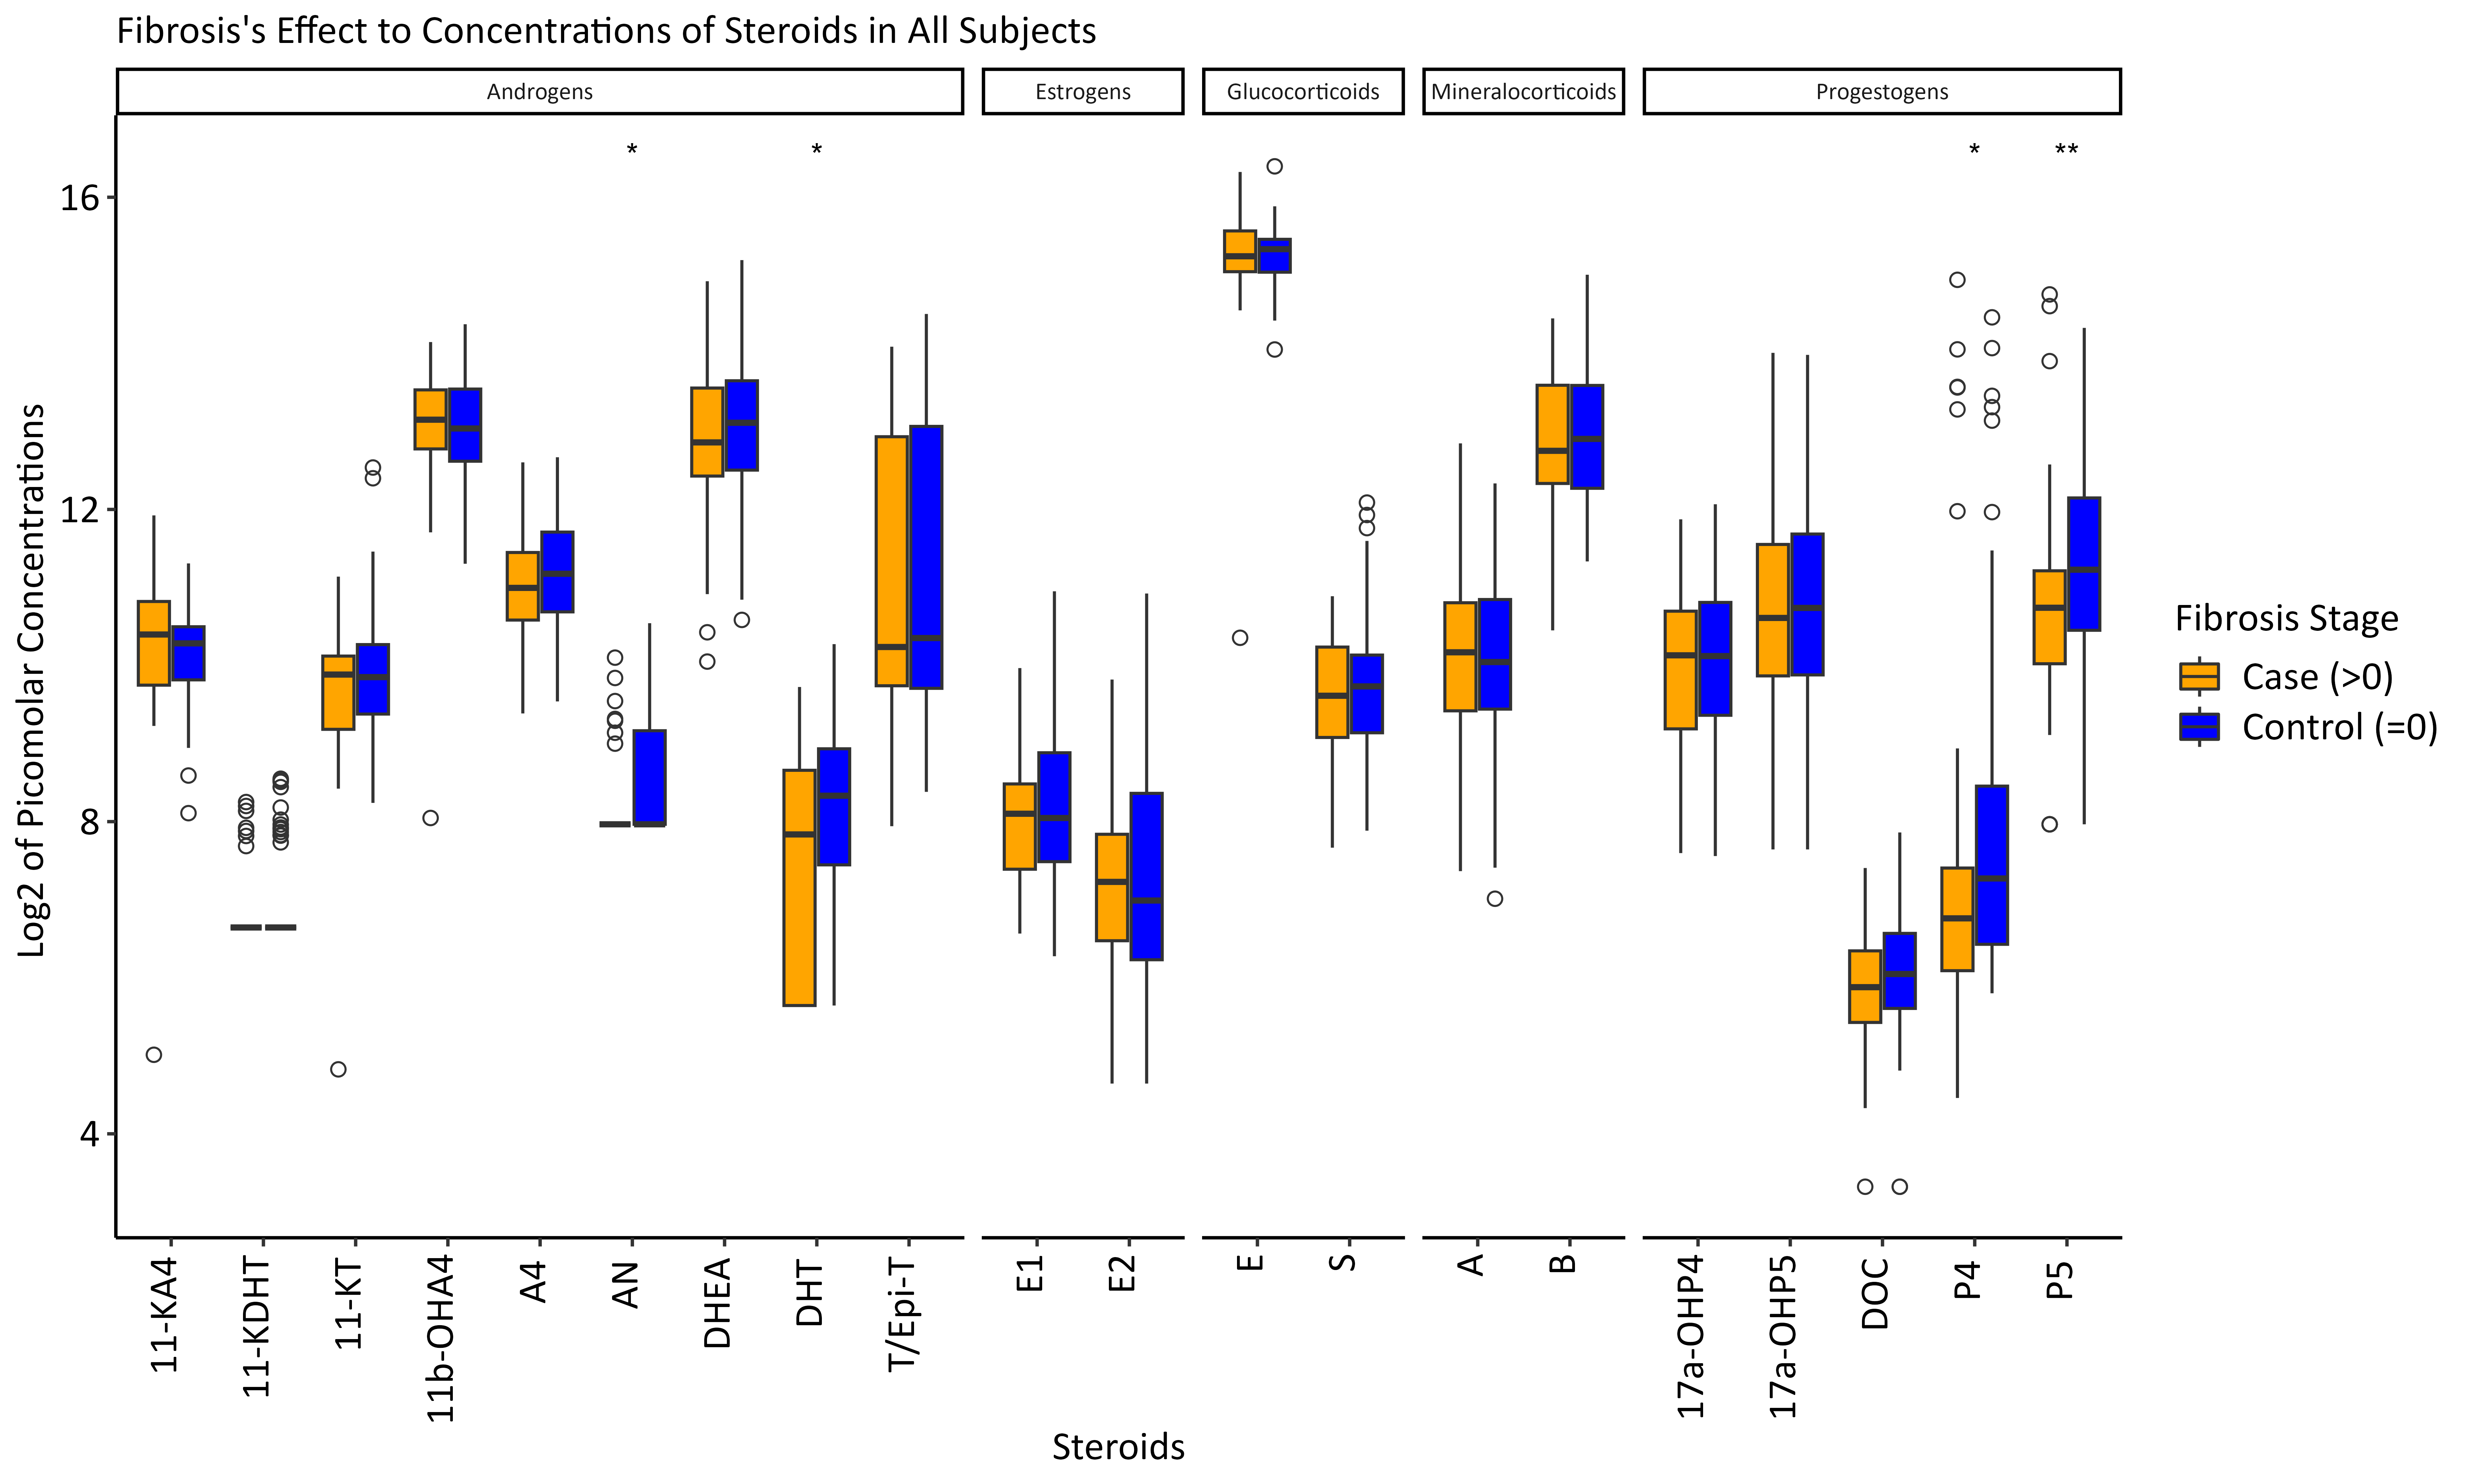 Fibrosis's Effect to Concentrations of Steroids in All Subjects
Androgens
Estrogens
Glucocorticoids
Mineralocorticoids
Progestogens
*
*
*
**
Log2 of Picomolar Concentrations
16
12
8
4
11-KA4
11-KDHT
11-KT
11b-OHA4
A4
AN
DHEA
DHT
T/Epi-T
E1
E2
E
S
A
B
17a-OHP4
17a-OHP5
DOC
P4
P5
Steroids
Fibrosis Stage
Case (>0)
Control (=0)